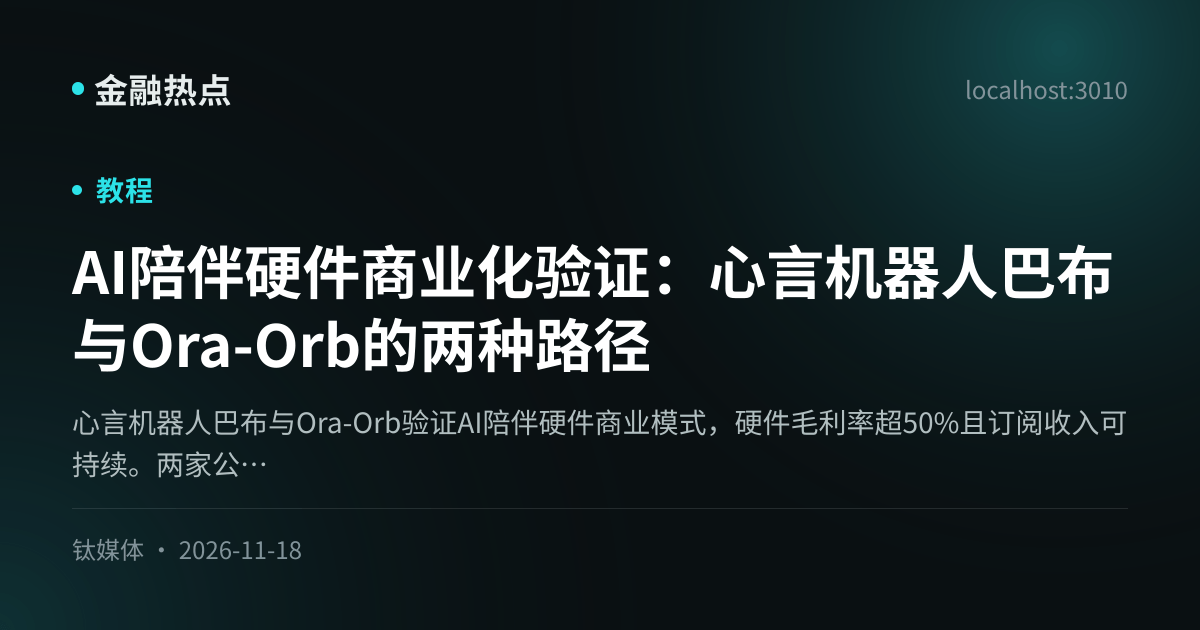 金融热点
localhost:3010
教程
AI陪伴硬件商业化验证：心言机器人巴布
与Ora-Orb的两种路径
心言机器人巴布与Ora-Orb验证AI陪伴硬件商业模式，硬件毛利率超50%且订阅收入可
持续。两家公…
钛媒体 · 2026-11-18